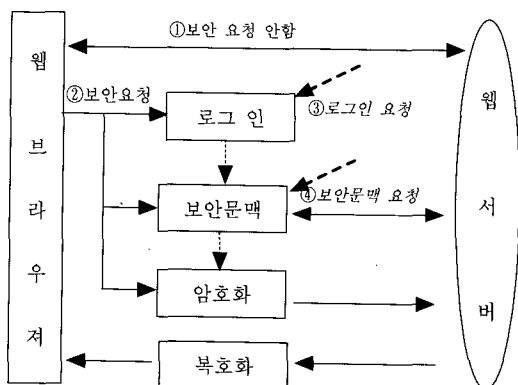 ①보안 요청 안함
웹브라우져
②보안요청
로그 인
③로그인 요청
④보안문맥 요청
보안문맥
암호화
복호화
웹서버